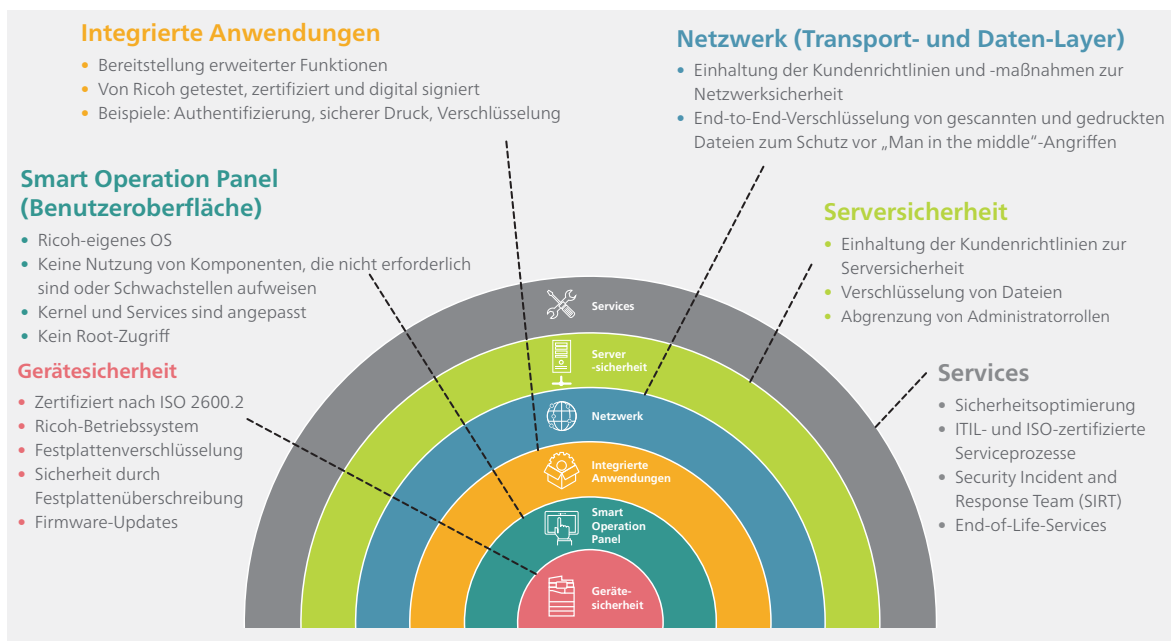 Integrierte Anwendungen
• Bereitstellung erweiterter Funktionen
• Von Ricoh getestet, zertifiziert und digital signiert
• Beispiele: Authentifizierung, sicherer Druck, Verschlüsselung
Netzwerk (Transport- und Daten-Layer)
• Einhaltung der Kundenrichtlinien und -maßnahmen zur
Netzwerksicherheit
• End-to-End-Verschlüsselung von gescannten und gedruckten
Dateien zum Schutz vor „Man in the middle“-Angriffen
Smart Operation Panel
(Benutzeroberfläche)
• Ricoh-eigenes OS
• Keine Nutzung von Komponenten, die nicht erforderlich
sind oder Schwachstellen aufweisen
• Kernel und Services sind angepasst
• Kein Root-Zugriff
Serversicherheit
• Einhaltung der Kundenrichtlinien zur
Serversicherheit
• Verschlüsselung von Dateien
• Abgrenzung von Administratorrollen
Gerätesicherheit
• Zertifiziert nach ISO 2600.2
• Ricoh-Betriebssystem
• Festplattenverschlüsselung
• Sicherheit durch
Festplattenüberschreibung
• Firmware-Updates
Services
• Sicherheitsoptimierung
• ITIL- und ISO-zertifizierte
Serviceprozesse
• Security Incident and
Response Team (SIRT)
• End-of-Life-Services
Services
Server
-sicherheit
Netzwerk
Integrierte
Anwendungen
Smart
Operation
Panel
Geräte-
sicherheit